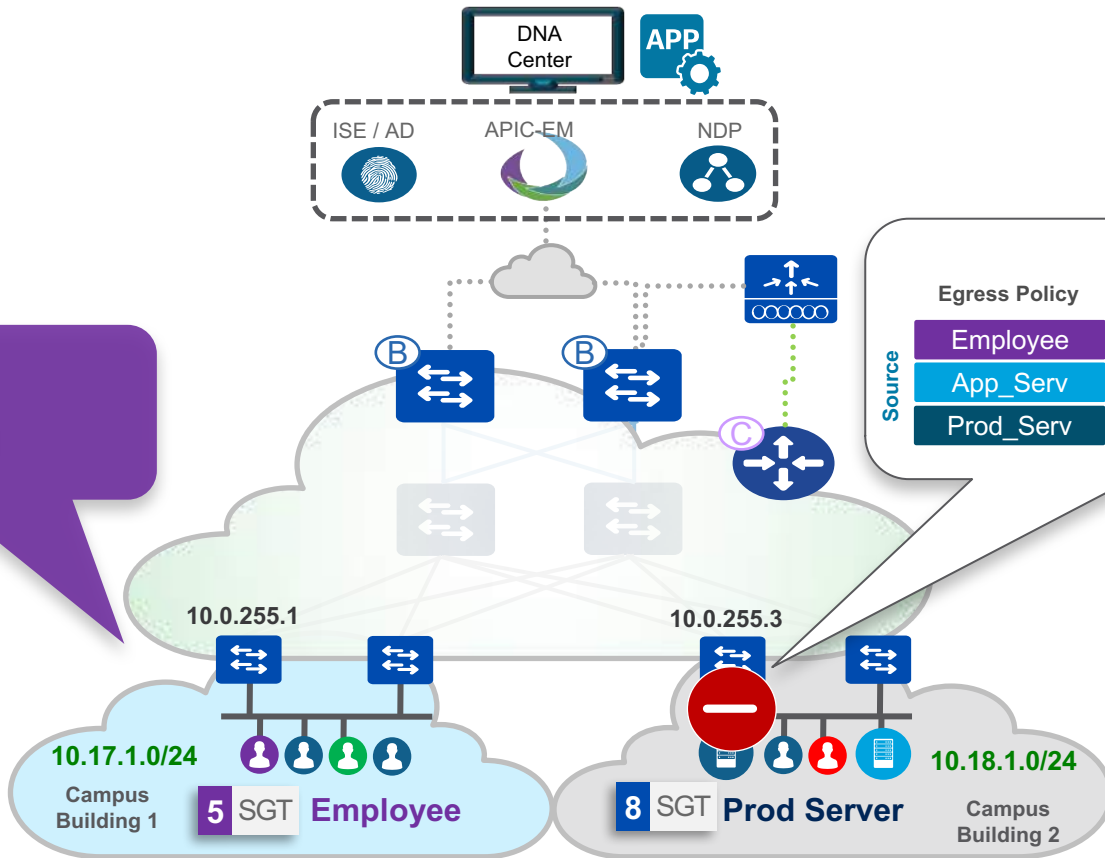 DNA
Center
APP
ISE / AD
APIC-EM
NDP
B
B
C
Egress Policy
Source
Employee
App_Serv
Prod_Serv
10.0.255.1
10.0.255.3
10.17.1.0/24
Campus
Building 1
5 SGT Employee
8 SGT Prod Server
10.18.1.0/24
Campus
Building 2